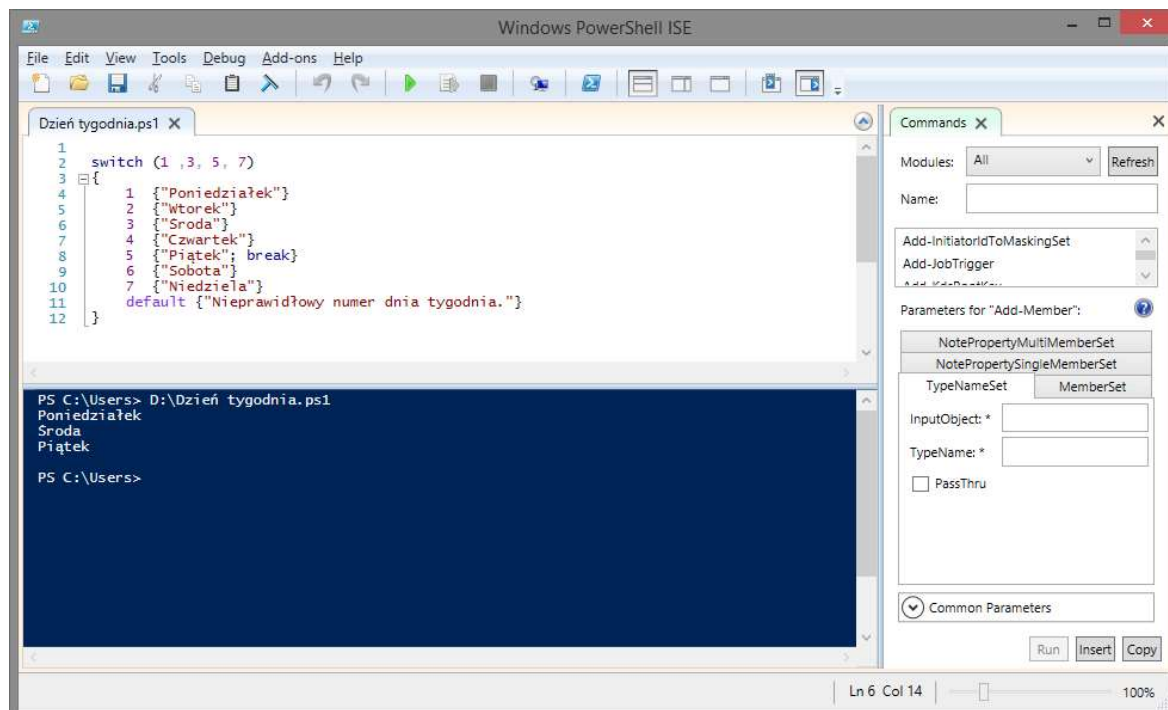 Windows PowerShell ISE
File Edit View Tools Debug Add-ons Help
Dzień tygodnia.ps1
1
2 switch (1 ,3, 5, 7)
3 {
4 1 {"Poniedziałek"}
5 2 {"Wtorek"}
6 3 {"Środa"}
7 4 {"Czwartek"}
8 5 {"Piątek"; break}
9 6 {"Sobota"}
10 7 {"Niedziela"}
11 default {"Nieprawidłowy numer dnia tygodnia."}
12 }
PS C:\Users> D:\Dzień tygodnia.ps1
Poniedziałek
Środa
Piątek
PS C:\Users>
Commands
Modules: All Refresh
Name:
Add-InitiatorIdToMaskingSet
Add-JobTrigger
Add-KdsRootKey
Parameters for "Add-Member":
NotePropertyMultiMemberSet
NotePropertySingleMemberSet
TypeNameSet MemberSet
InputObject: *
TypeName: *
PassThru
Common Parameters
Run Insert Copy
Ln 6 Col 14 100%